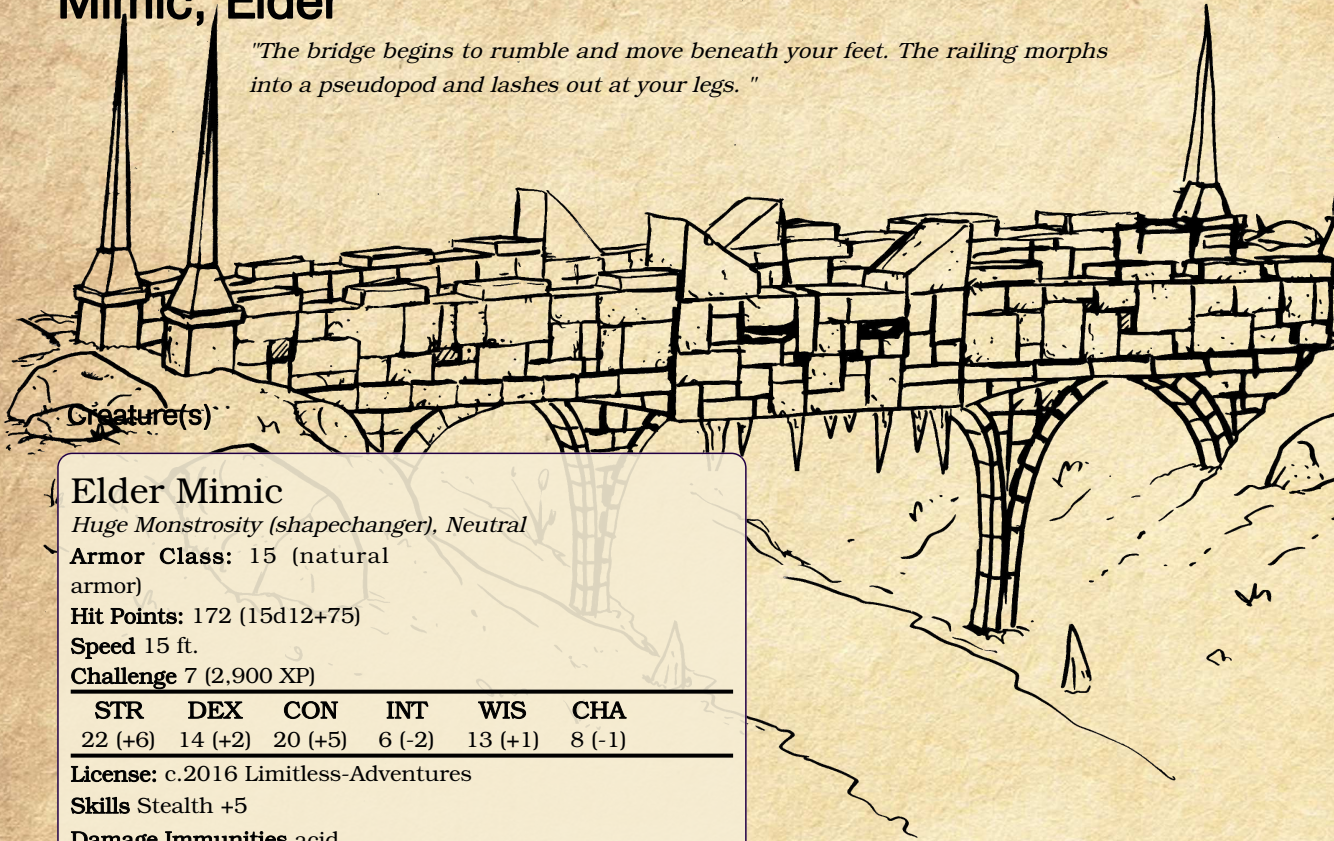 Mimic, Elder
"The bridge begins to rumble and move beneath your feet. The railing morphs
into a pseudopod and lashes out at your legs. "
Creature(s)
Elder Mimic
Huge Monstrosity (shapechanger), Neutral
Armor Class: 15 (natural
armor)
Hit Points: 172 (15d12+75)
Speed 15 ft.
Challenge 7 (2,900 XP)
STR DEX CON INT WIS CHA
22 (+6) 14 (+2) 20 (+5) 6 (-2) 13 (+1) 8 (-1)
License: c.2016 Limitless-Adventures
Skills Stealth +5
Damage Immunities acid